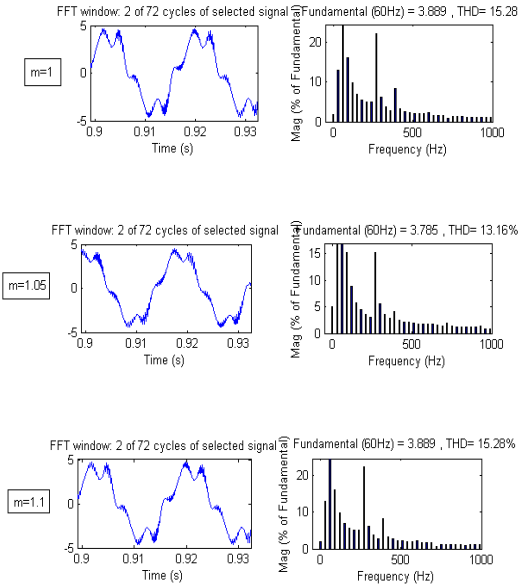 FFT window: 2 of 72 cycles of selected signal
Fundamental (60Hz) = 3.889 , THD= 15.28
m=1
5
0
-5
0.9 0.91 0.92 0.93
Time (s)
Mag (% of Fundamental)
20
10
0
0 500 1000
Frequency (Hz)
FFT window: 2 of 72 cycles of selected signal
Fundamental (60Hz) = 3.785 , THD= 13.16%
m=1.05
5
0
-5
0.9 0.91 0.92 0.93
Time (s)
Mag (% of Fundamental)
15
10
5
0
0 500 1000
Frequency (Hz)
FFT window: 2 of 72 cycles of selected signal
Fundamental (60Hz) = 3.889 , THD= 15.28%
m=1.1
5
0
-5
0.9 0.91 0.92 0.93
Time (s)
Mag (% of Fundamental)
20
10
0
0 500 1000
Frequency (Hz)